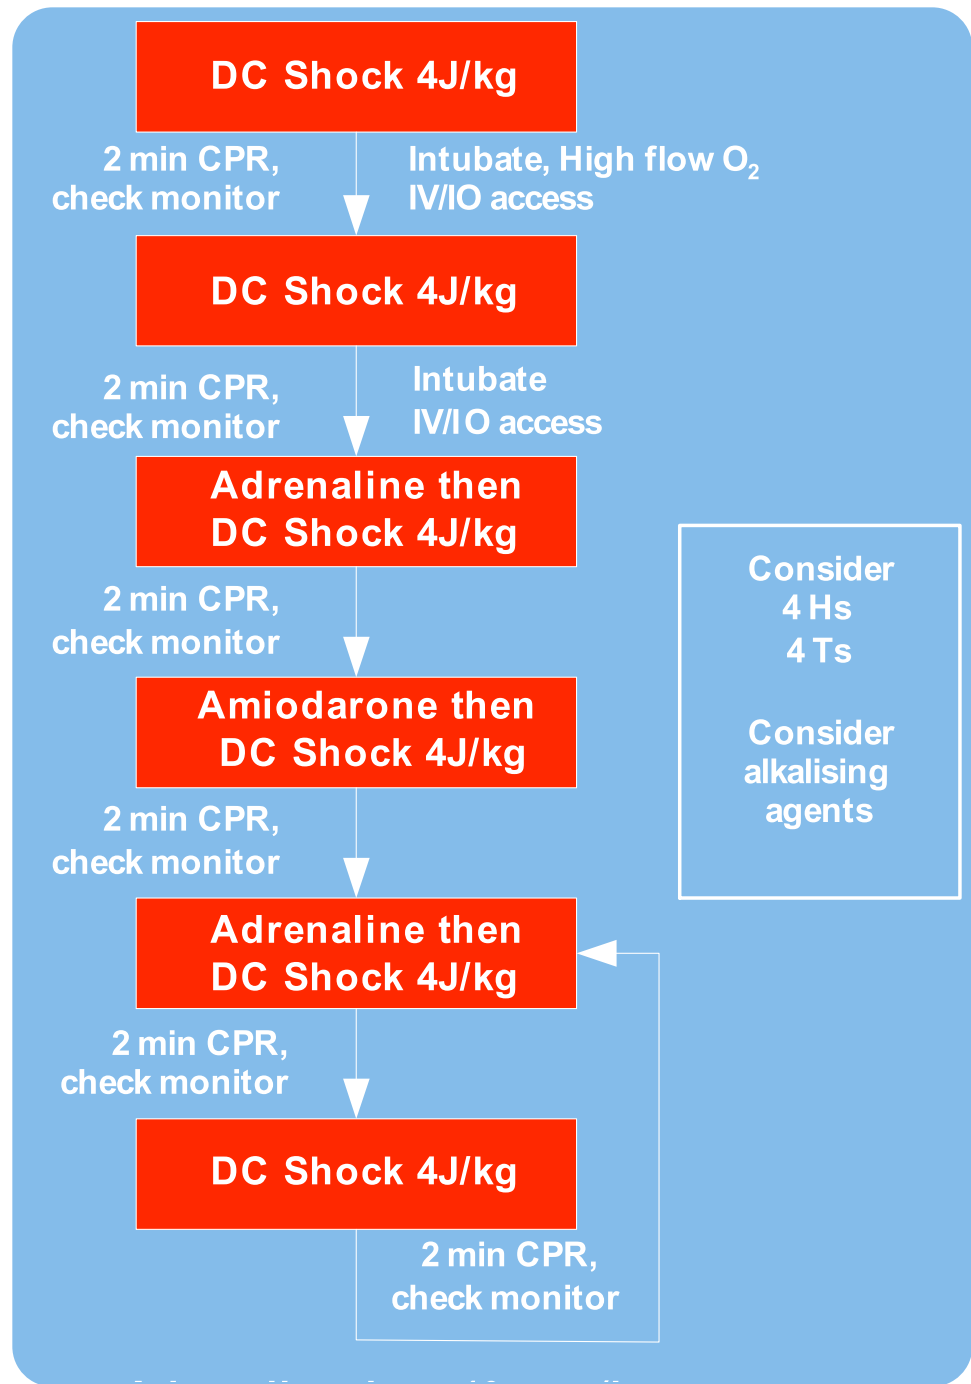 DC Shock 4J/kg
2 min CPR,
check monitor
Intubate, High flow O₂
IV/IO access
DC Shock 4J/kg
2 min CPR,
check monitor
Intubate
IV/IO access
Adrenaline then
DC Shock 4J/kg
2 min CPR,
check monitor
Amiodarone then
DC Shock 4J/kg
2 min CPR,
check monitor
Adrenaline then
DC Shock 4J/kg
2 min CPR,
check monitor
DC Shock 4J/kg
2 min CPR,
check monitor
Consider
4 Hs
4 Ts
Consider
alkalising
agents